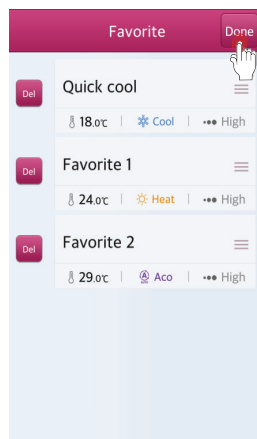 Favorite Done
Del Quick cool
18.0℃ Cool High
Del Favorite 1
24.0℃ Heat High
Del Favorite 2
29.0℃ Aco High